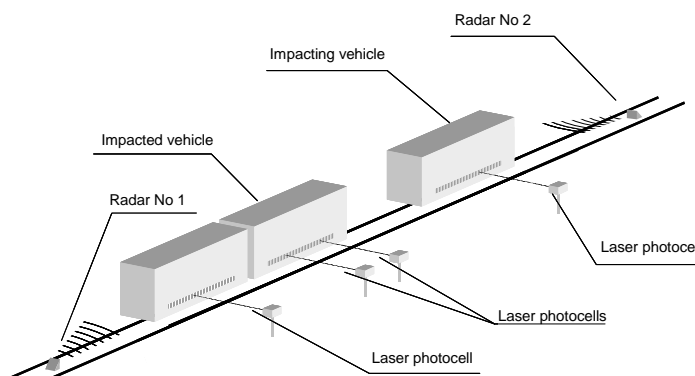 Radar No 2
Impacting vehicle
Impacted vehicle
Radar No 1
Laser photoce
Laser photocells
Laser photocell